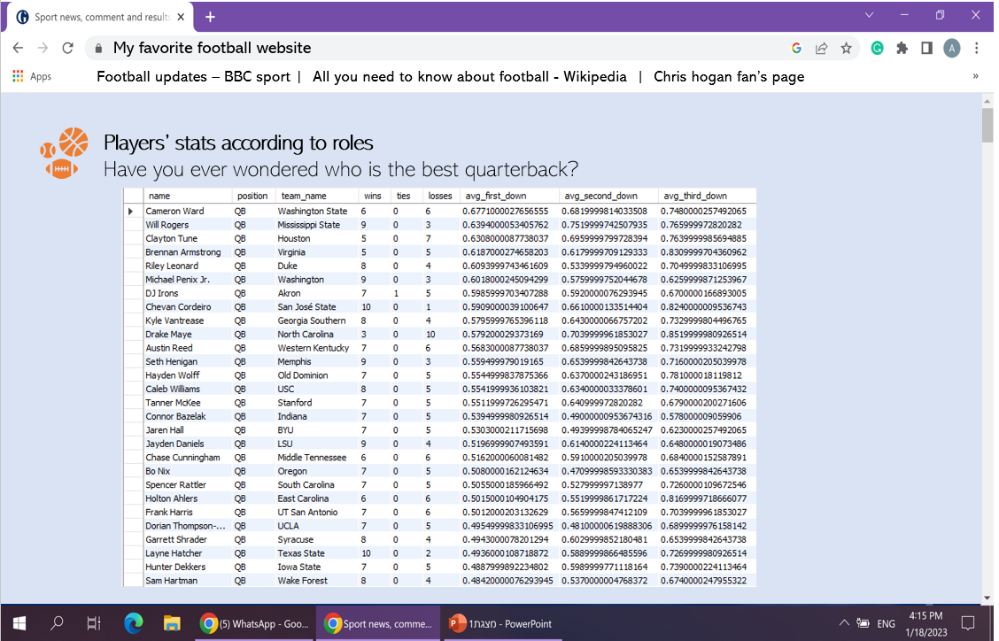 Sport news, comment and results
My favorite football website
A
Apps
Football updates – BBC sport | All you need to know about football - Wikipedia | Chris hogan fan's page
Players' stats according to roles
Have you ever wondered who is the best quarterback?
name position team_name wins ties losses avg_first_down avg_second_down avg_third_down
Cameron Ward QB Washington State 6 0 6 0.6771000027656555 0.6819999814033508 0.7480000257492065
Will Rogers QB Mississippi State 9 0 3 0.6394000053405762 0.7519999742507935 0.765999972820282
Clayton Tune QB Houston 5 0 7 0.6308000087738037 0.6959999799728394 0.7639999985694885
Brennan Armstrong QB Virginia 5 0 5 0.6187000274658203 0.617999970912933 0.8309999704360962
Riley Leonard QB Duke 8 0 4 0.6093999743461609 0.5339999794960022 0.7049999833106995
Michael Penix Jr. QB Washington 9 0 3 0.6018000245094299 0.5759999752044678 0.6259999871253967
DJ Irons QB Akron 7 1 5 0.5985999703407288 0.5920000076293945 0.6700000166893005
Chevan Cordeiro QB San José State 10 0 1 0.5909000039100647 0.6610000133514404 0.8240000009536743
Kyle Vantrease QB Georgia Southern 8 0 4 0.5795999765396118 0.6430000066757202 0.7329999804496765
Drake Maye QB North Carolina 3 0 10 0.579200029373169 0.7039999961853027 0.8519999980926514
Austin Reed QB Western Kentucky 7 0 6 0.5683000087738037 0.6859999895095825 0.7319999933242798
Seth Henigan QB Memphis 9 0 3 0.559499979019165 0.6539999842643738 0.7160000205039978
Hayden Wolff QB Old Dominion 7 0 5 0.5544999837875366 0.6370000243186951 0.781000018119812
Caleb Williams QB USC 8 0 5 0.5541999936103821 0.6340000033378601 0.7400000095367432
Tanner McKee QB Stanford 7 0 5 0.5511999726295471 0.640999972820282 0.6790000200271606
Connor Bazelak QB Indiana 7 0 5 0.5394999980926514 0.49000000953674316 0.578000009059906
Jaren Hall QB BYU 7 0 5 0.5303000211715698 0.49399998784065247 0.6230000257492065
Jayden Daniels QB LSU 9 0 4 0.5196999907493591 0.6140000224113464 0.6480000019073486
Chase Cunningham QB Middle Tennessee 6 0 6 0.5162000060081482 0.5910000205039978 0.6840000152587891
Bo Nix QB Oregon 7 0 5 0.5080000162124634 0.47099998593330383 0.6539999842643738
Spencer Rattler QB South Carolina 7 0 5 0.5055000185966492 0.527999997138977 0.7260000109672546
Holton Ahlers QB East Carolina 6 0 6 0.5015000104904175 0.5519999861717224 0.8169999718666077
Frank Harris QB UT San Antonio 7 0 6 0.5012000203132629 0.5659999847412109 0.7039999961853027
Dorian Thompson-... QB UCLA 7 0 5 0.49549999833106995 0.48100000619888306 0.6899999976158142
Garrett Shrader QB Syracuse 8 0 4 0.4943000078201294 0.6029999852180481 0.6539999842643738
Layne Hatcher QB Texas State 10 0 2 0.4936000108718872 0.5889999866485596 0.7269999980926514
Hunter Dekkers QB Iowa State 7 0 5 0.4887999892234802 0.5989999771118164 0.7390000224113464
Sam Hartman QB Wake Forest 8 0 4 0.48420000076293945 0.5370000004768372 0.6740000247955322
(5) WhatsApp - Goo... Sport news, comme... מצגת1 - PowerPoint ENG 4:15 PM
1/18/2023